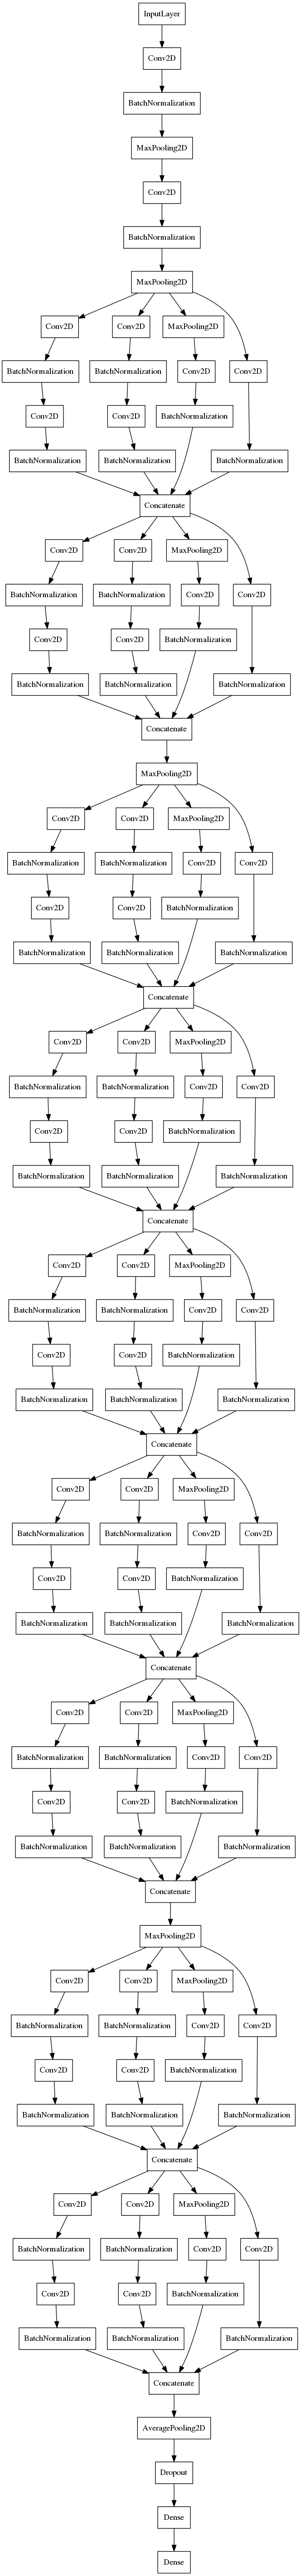 InputLayer
Conv2D
BatchNormalization
MaxPooling2D
Conv2D
BatchNormalization
MaxPooling2D
Conv2D Conv2D MaxPooling2D
BatchNormalization BatchNormalization Conv2D Conv2D
Conv2D Conv2D BatchNormalization
BatchNormalization BatchNormalization BatchNormalization
Concatenate
Conv2D Conv2D MaxPooling2D
BatchNormalization BatchNormalization Conv2D Conv2D
Conv2D Conv2D BatchNormalization
BatchNormalization BatchNormalization BatchNormalization
Concatenate
MaxPooling2D
Conv2D Conv2D MaxPooling2D
BatchNormalization BatchNormalization Conv2D Conv2D
Conv2D Conv2D BatchNormalization
BatchNormalization BatchNormalization BatchNormalization
Concatenate
Conv2D Conv2D MaxPooling2D
BatchNormalization BatchNormalization Conv2D Conv2D
Conv2D Conv2D BatchNormalization
BatchNormalization BatchNormalization BatchNormalization
Concatenate
Conv2D Conv2D MaxPooling2D
BatchNormalization BatchNormalization Conv2D Conv2D
Conv2D Conv2D BatchNormalization
BatchNormalization BatchNormalization BatchNormalization
Concatenate
Conv2D Conv2D MaxPooling2D
BatchNormalization BatchNormalization Conv2D Conv2D
Conv2D Conv2D BatchNormalization
BatchNormalization BatchNormalization BatchNormalization
Concatenate
Conv2D Conv2D MaxPooling2D
BatchNormalization BatchNormalization Conv2D Conv2D
Conv2D Conv2D BatchNormalization
BatchNormalization BatchNormalization BatchNormalization
Concatenate
MaxPooling2D
Conv2D Conv2D MaxPooling2D
BatchNormalization BatchNormalization Conv2D Conv2D
Conv2D Conv2D BatchNormalization
BatchNormalization BatchNormalization BatchNormalization
Concatenate
Conv2D Conv2D MaxPooling2D
BatchNormalization BatchNormalization Conv2D Conv2D
Conv2D Conv2D BatchNormalization
BatchNormalization BatchNormalization BatchNormalization
Concatenate
AveragePooling2D
Dropout
Dense
Dense